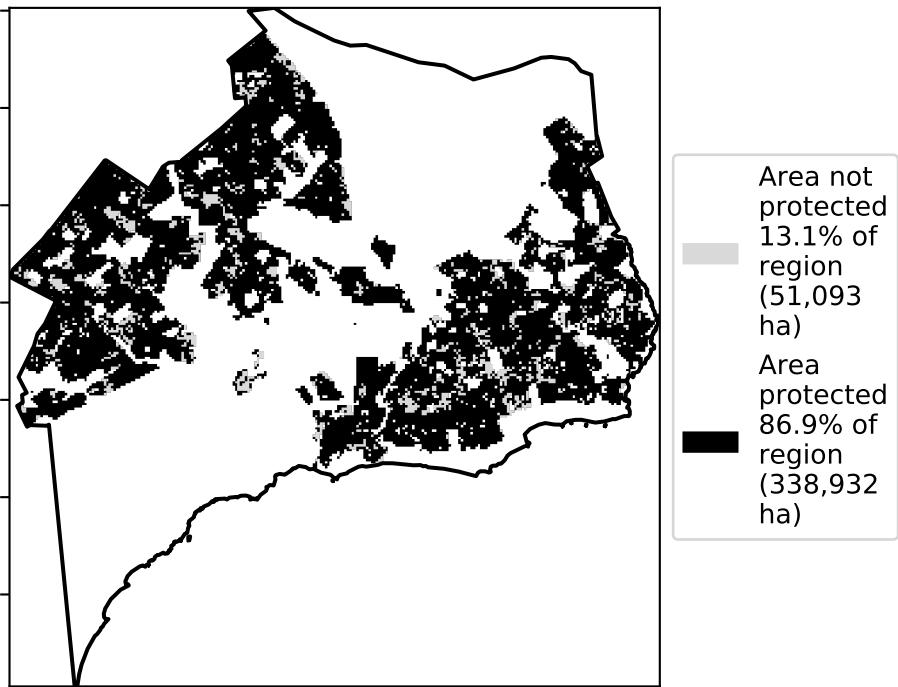 Area not
protected
13.1% of
region
(51,093
ha)
Area
protected
86.9% of
region
(338,932
ha)